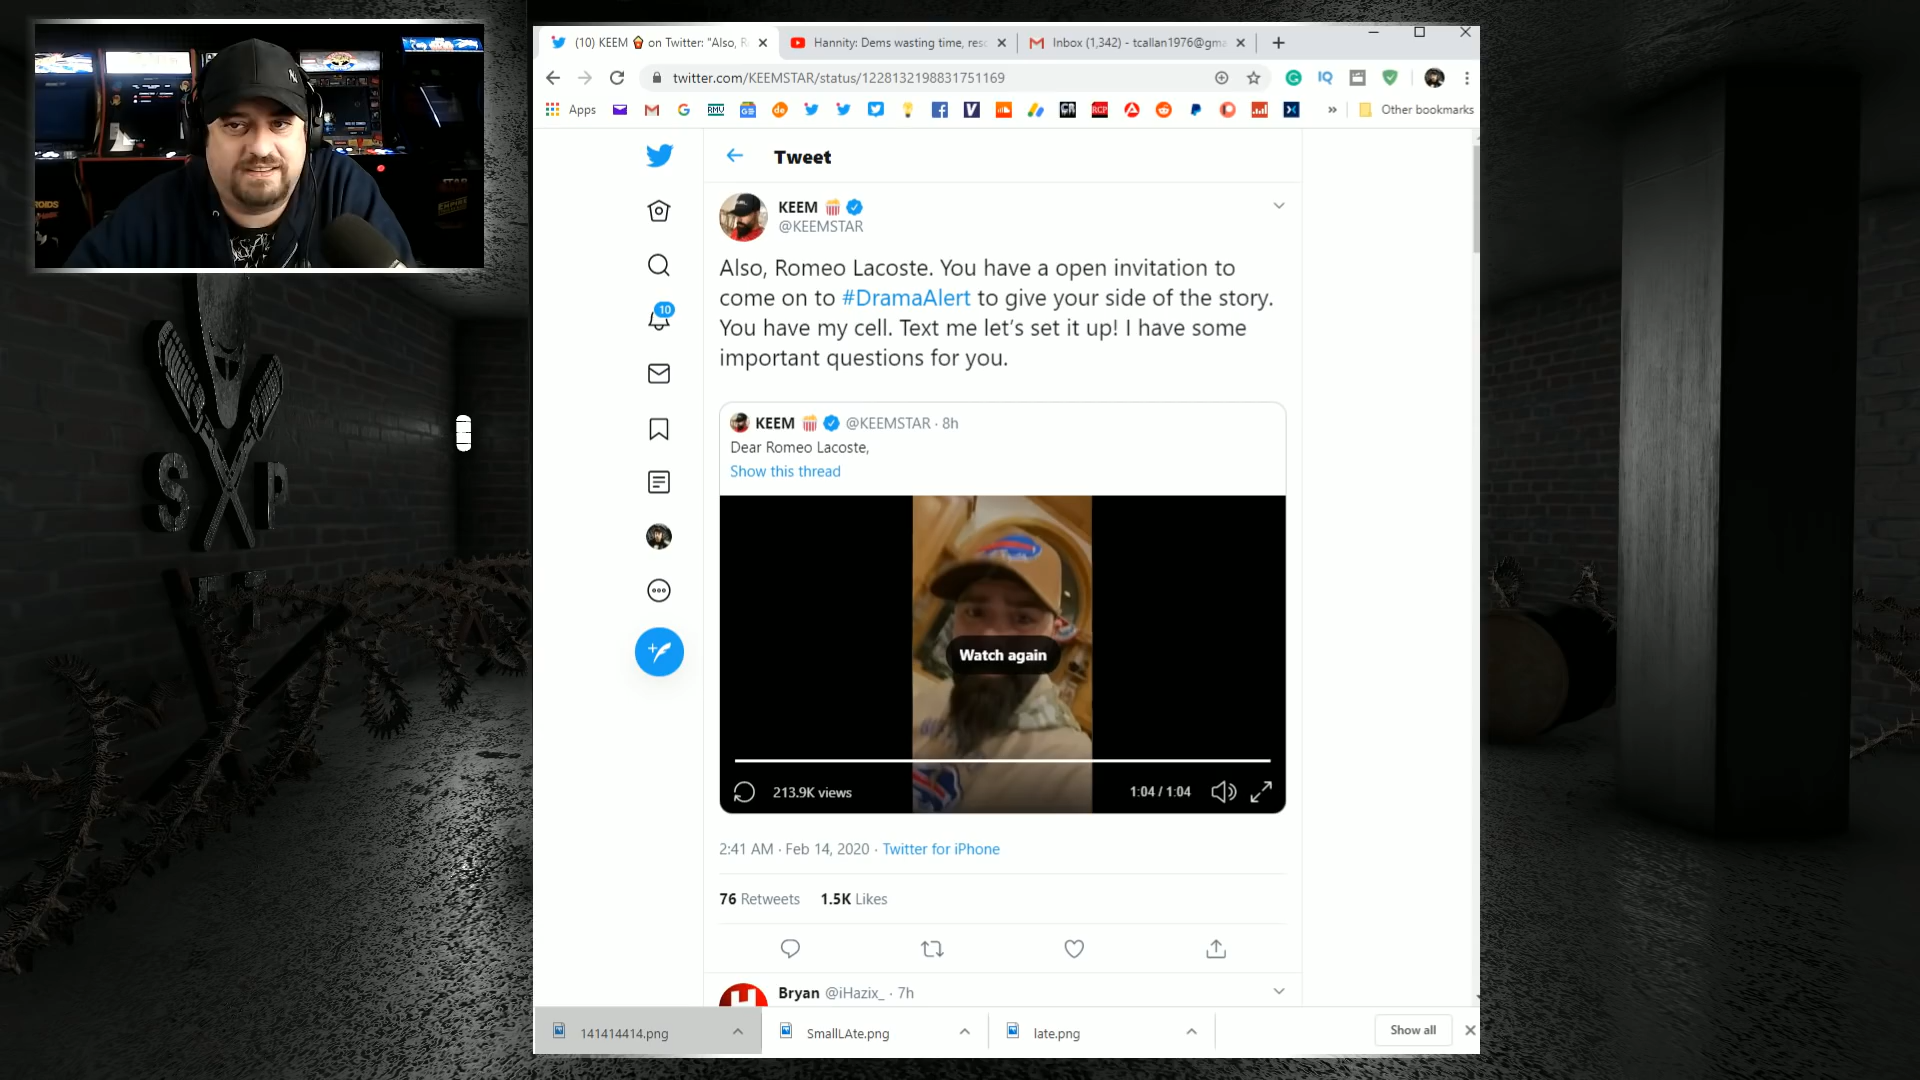 (10) KEEM on Twitter: "Also, R
Hannity: Dems wasting time, res
Inbox (1,342) - tcallan1976@gma
twitter.com/KEEMSTAR/status/1228132198831751169
Apps
Other bookmarks
Tweet
KEEM
@KEEMSTAR
Also, Romeo Lacoste. You have a open invitation to
come on to #DramaAlert to give your side of the story.
You have my cell. Text me let's set it up! I have some
important questions for you.
10
KEEM @KEEMSTAR · 8h
Dear Romeo Lacoste,
Show this thread
Watch again
213.9K views
1:04 / 1:04
2:41 AM · Feb 14, 2020 · Twitter for iPhone
76 Retweets 1.5K Likes
Bryan @iHazix_ · 7h
141414414.png
SmallLAte.png
late.png
Show all
S P